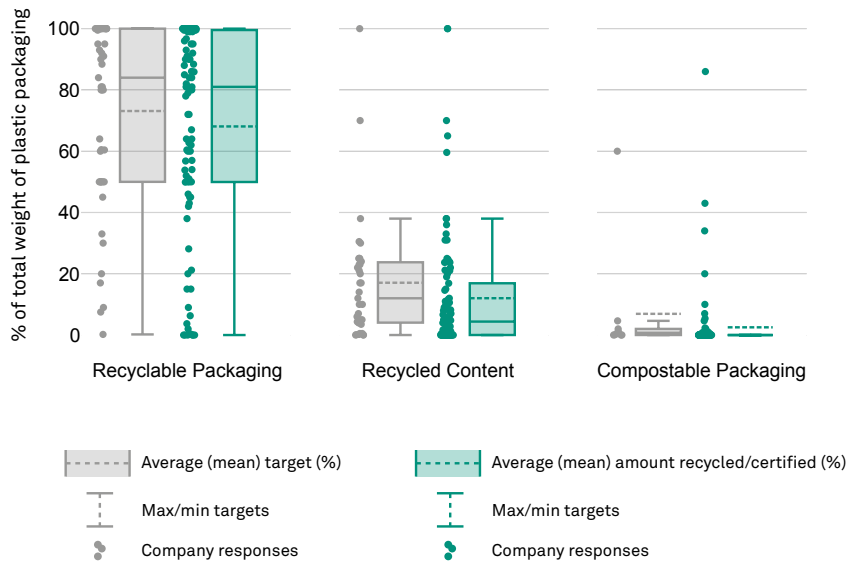 % of total weight of plastic packaging
100
80
60
40
20
0
Recyclable Packaging
Recycled Content
Compostable Packaging
Average (mean) target (%)
Average (mean) amount recycled/certified (%)
Max/min targets
Max/min targets
Company responses
Company responses